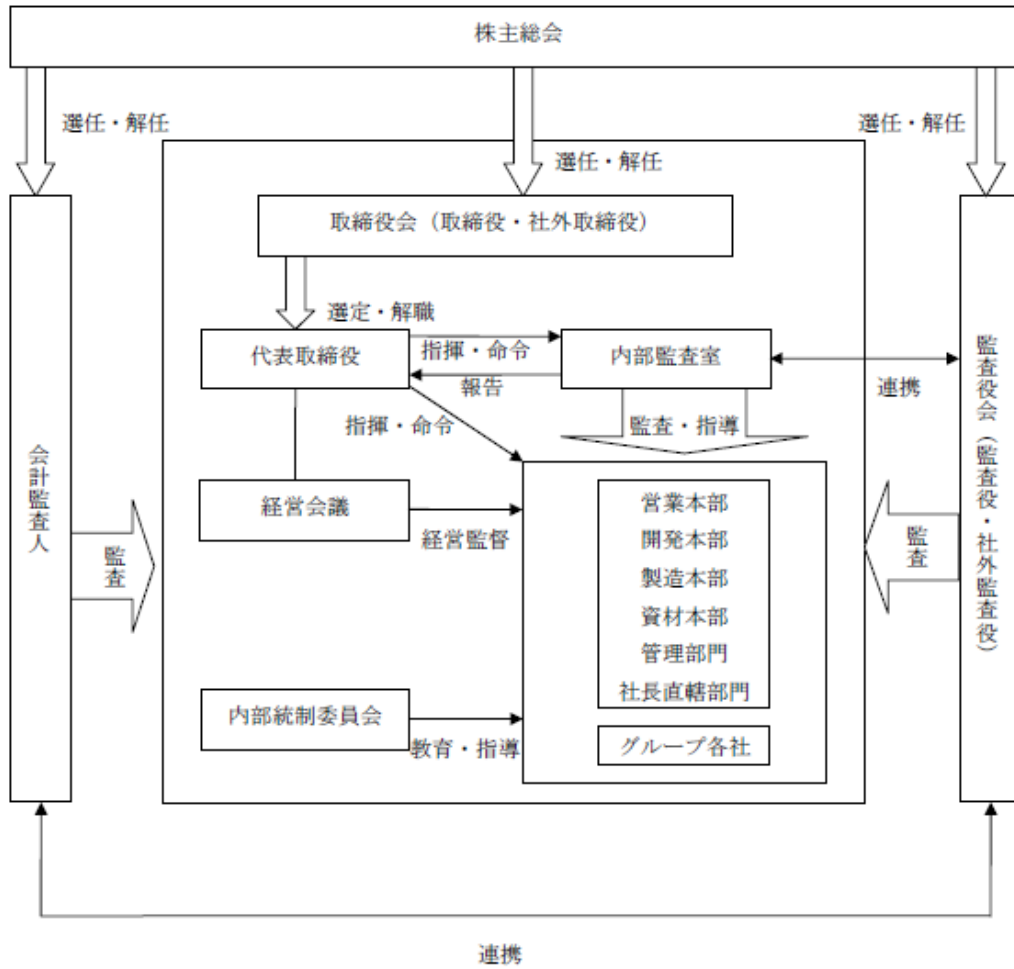 株主総会
選任・解任
選任・解任
選任・解任
取締役会（取締役・社外取締役）
選定・解職
代表取締役
指揮・命令
報告
内部監査室
連携
指揮・命令
監査・指導
会計監査人
監査
経営会議
経営監督
営業本部
開発本部
製造本部
資材本部
管理部門
社長直轄部門
グループ各社
内部統制委員会
教育・指導
監査
監査役会（監査役・社外監査役）
連携